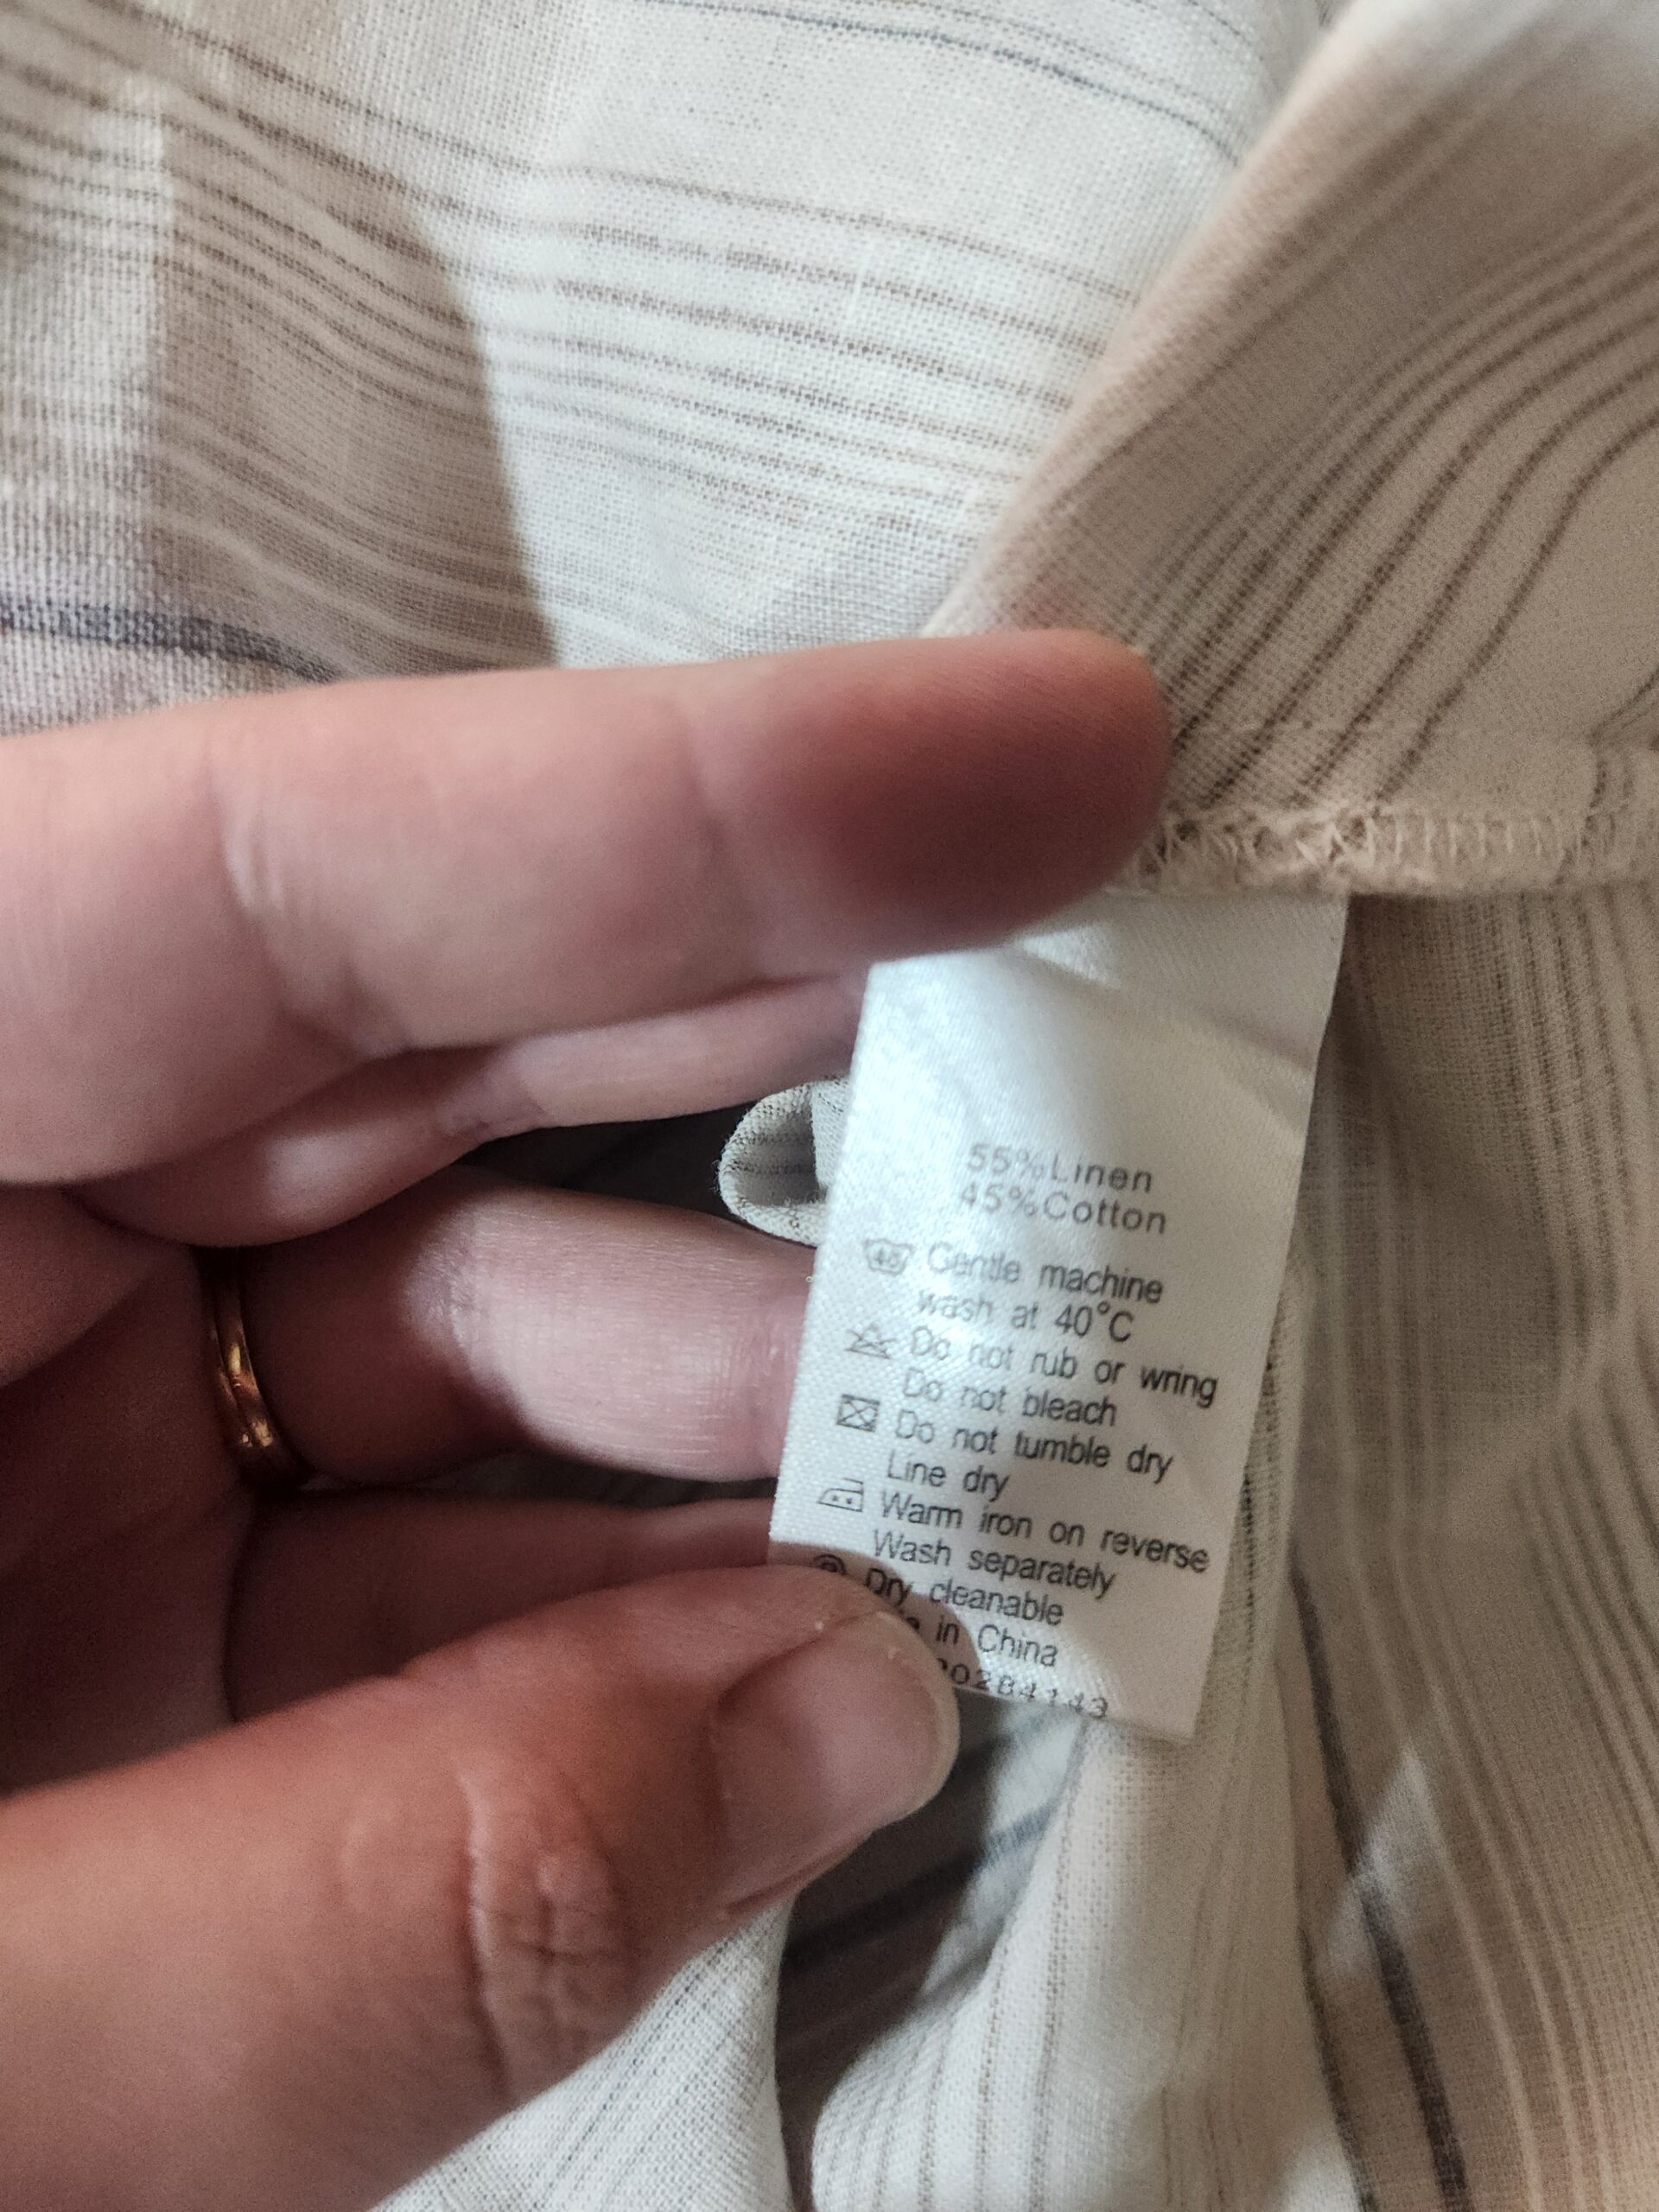 55%Linen
45%Cotton
40 Gentle machine
wash at 40°C
Do not rub or wring
Do not bleach
Do not tumble dry
Line dry
Warm iron on reverse
Wash separately
Dry cleanable
in China